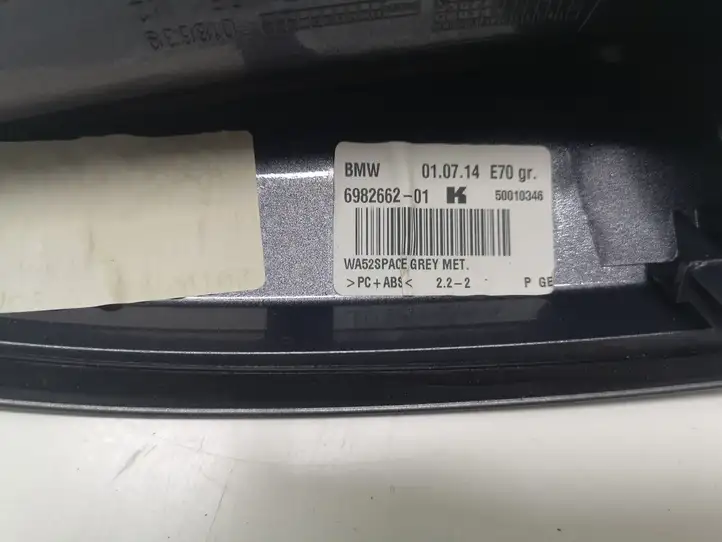 BMW 01.07.14 E70 gr.
6982662-01 K 50010346
WA52SPACE GREY MET.
>PC+ABS< 2.2-2 P GE